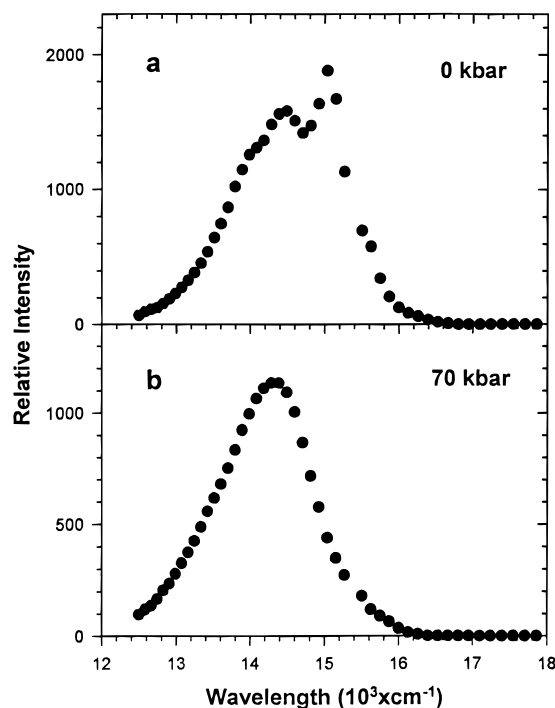 2000
a
0 kbar
1000
0
Relative Intensity
b
70 kbar
1000
500
0
12 13 14 15 16 17 18
Wavelength (10³xcm⁻¹)